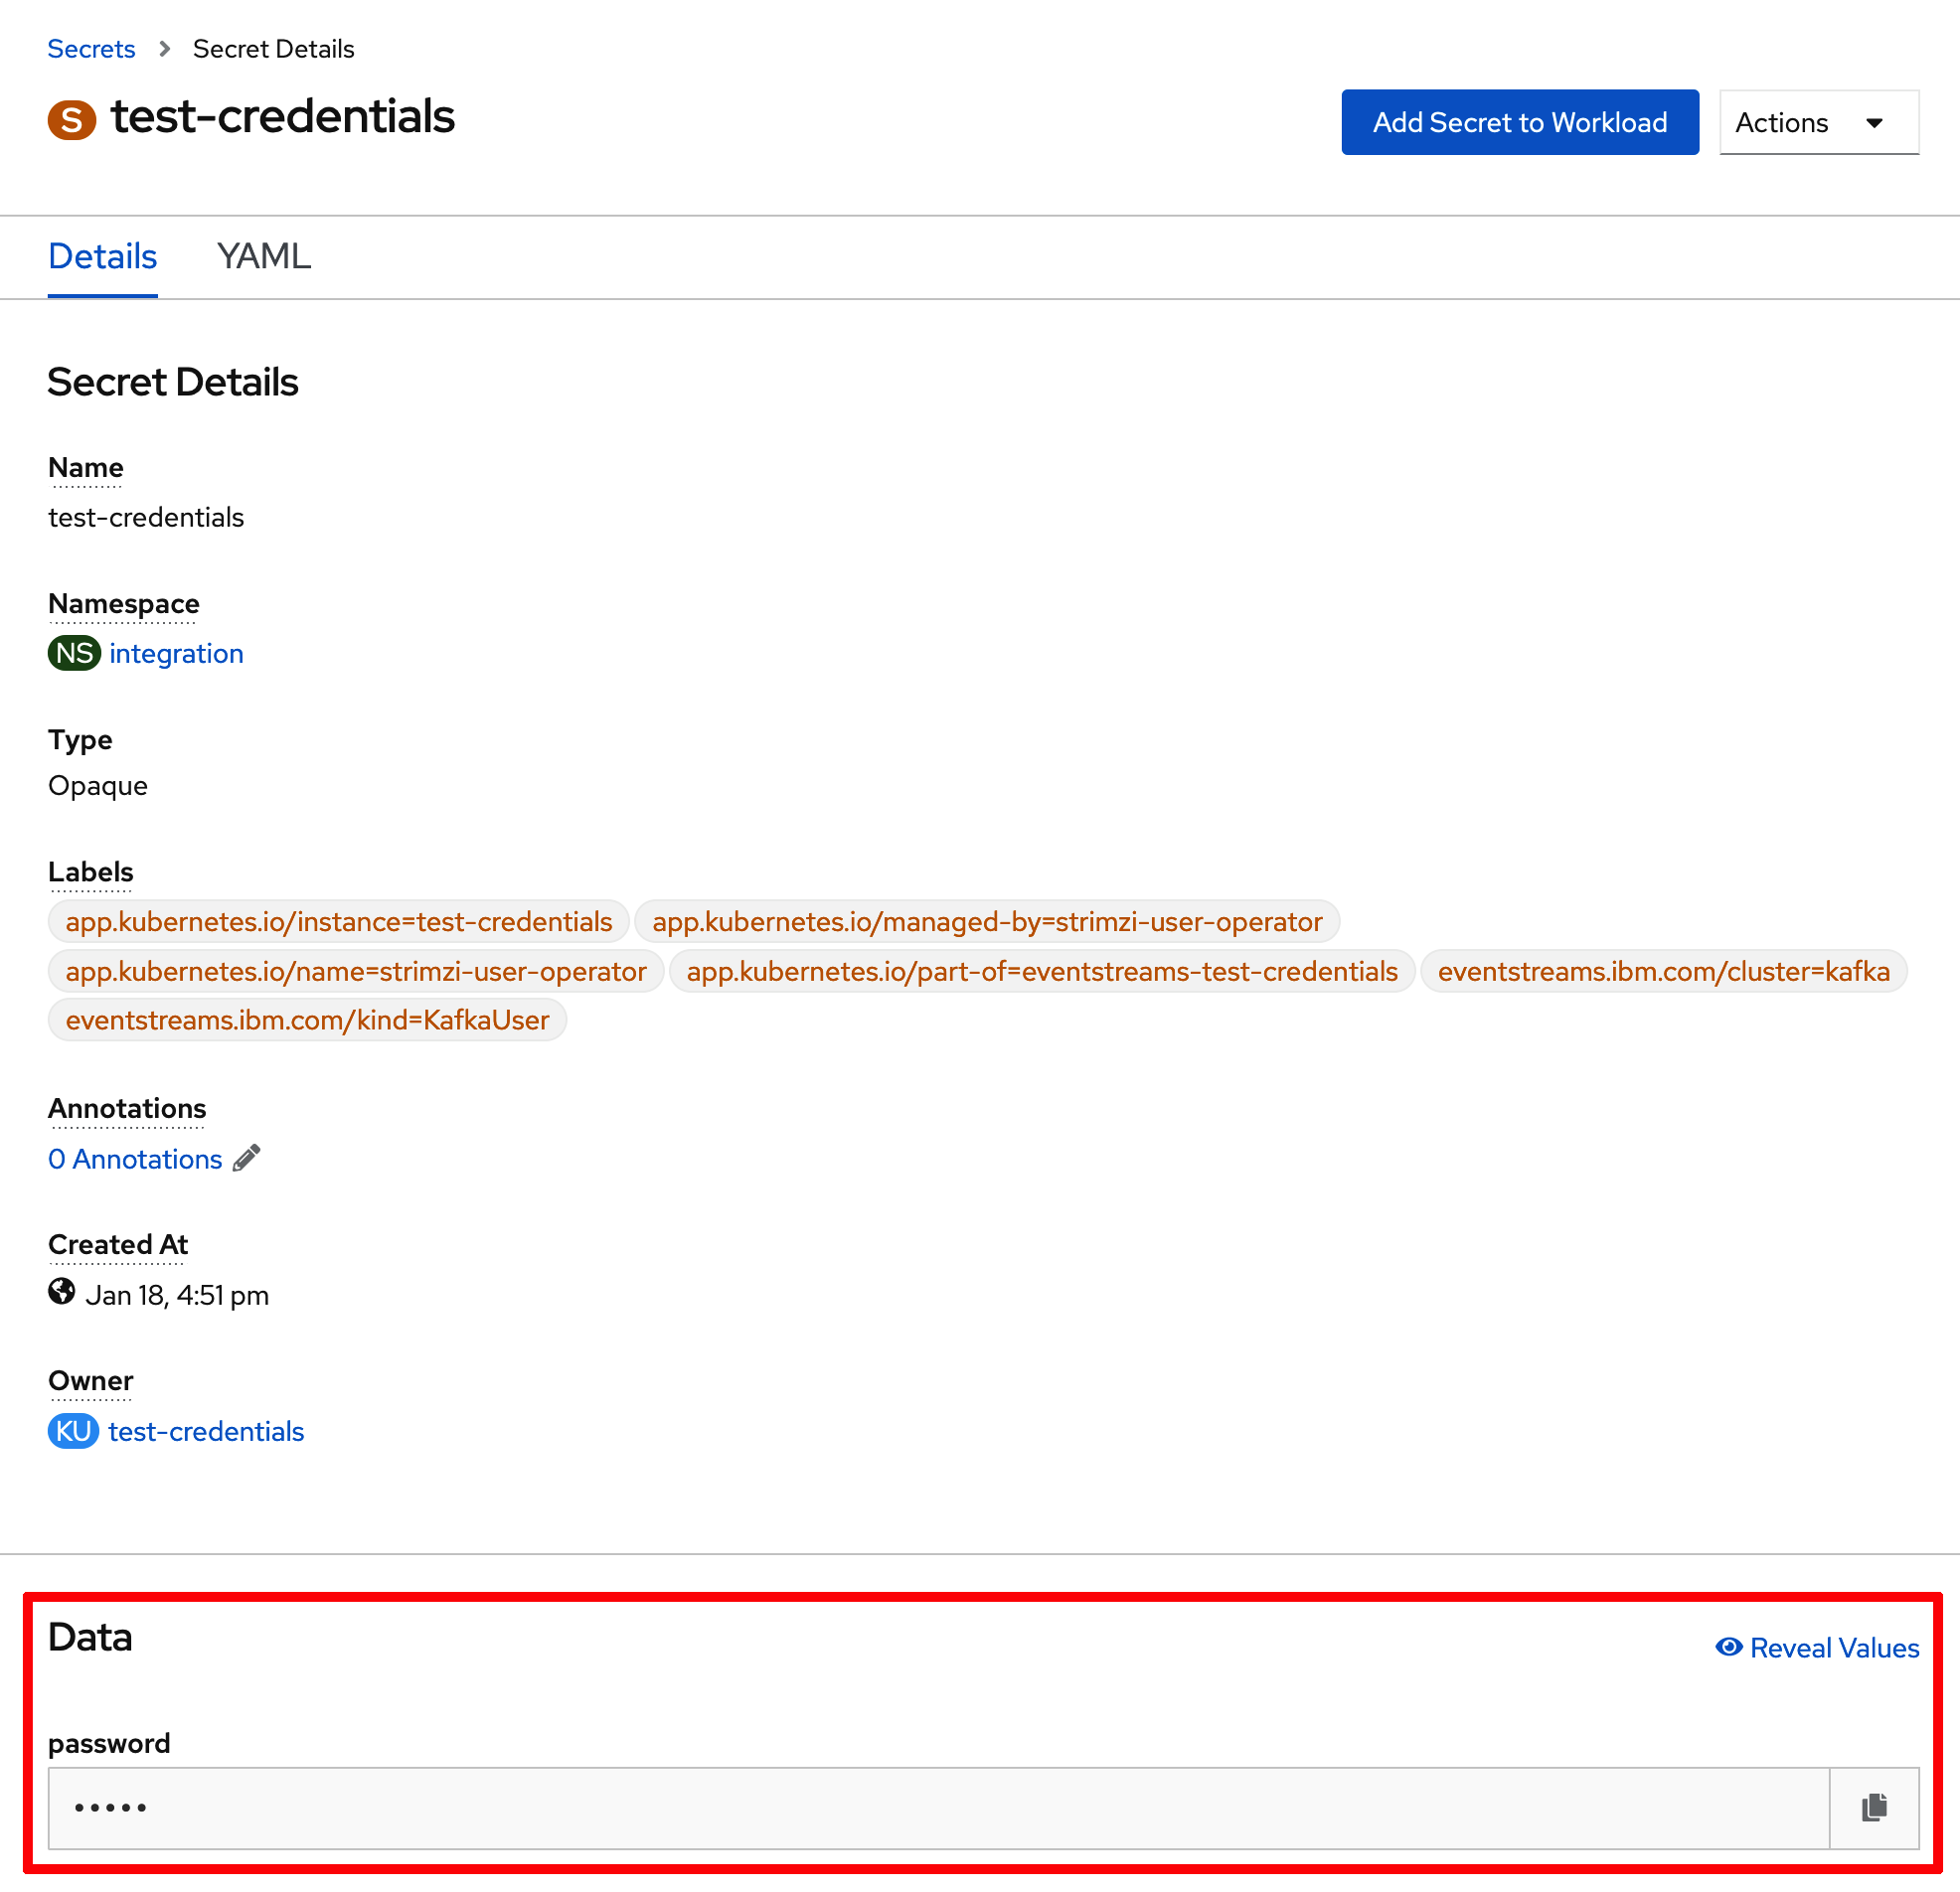 Secrets > Secret Details
S test-credentials
Add Secret to Workload
Actions
Details YAML
Secret Details
Name
test-credentials
Namespace
NS integration
Type
Opaque
Labels
app.kubernetes.io/instance=test-credentials app.kubernetes.io/managed-by=strimzi-user-operator
app.kubernetes.io/name=strimzi-user-operator app.kubernetes.io/part-of=eventstreams-test-credentials eventstreams.ibm.com/cluster=kafka
eventstreams.ibm.com/kind=KafkaUser
Annotations
0 Annotations
Created At
Jan 18, 4:51 pm
Owner
KU test-credentials
Data
Reveal Values
password
•••••